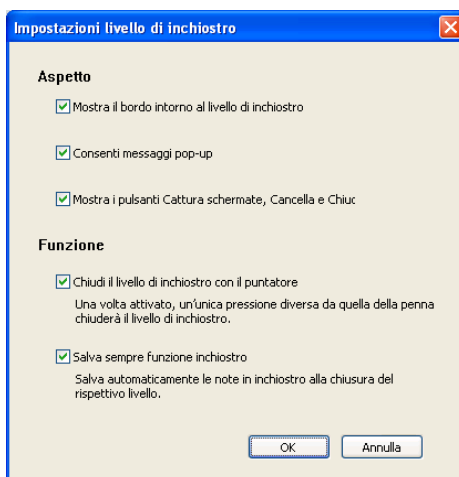 Impostazioni livello di inchiostro
Aspetto
Mostra il bordo intorno al livello di inchiostro
Consenti messaggi pop-up
Mostra i pulsanti Cattura schermate, Cancella e Chiuc
Funzione
Chiudi il livello di inchiostro con il puntatore
Una volta attivato, un'unica pressione diversa da quella della penna
chiuderà il livello di inchiostro.
Salva sempre funzione inchiostro
Salva automaticamente le note in inchiostro alla chiusura del
rispettivo livello.
OK Annulla